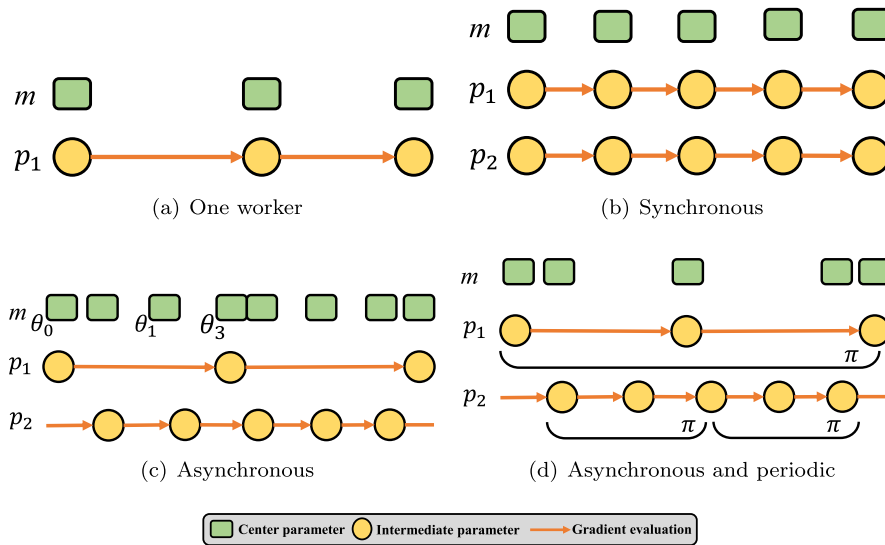 m
p1
(a) One worker
m
p1
p2
(b) Synchronous
m
θ0 θ1 θ3
p1
p2
(c) Asynchronous
m
p1
π
p2
π π
(d) Asynchronous and periodic
Center parameter Intermediate parameter Gradient evaluation